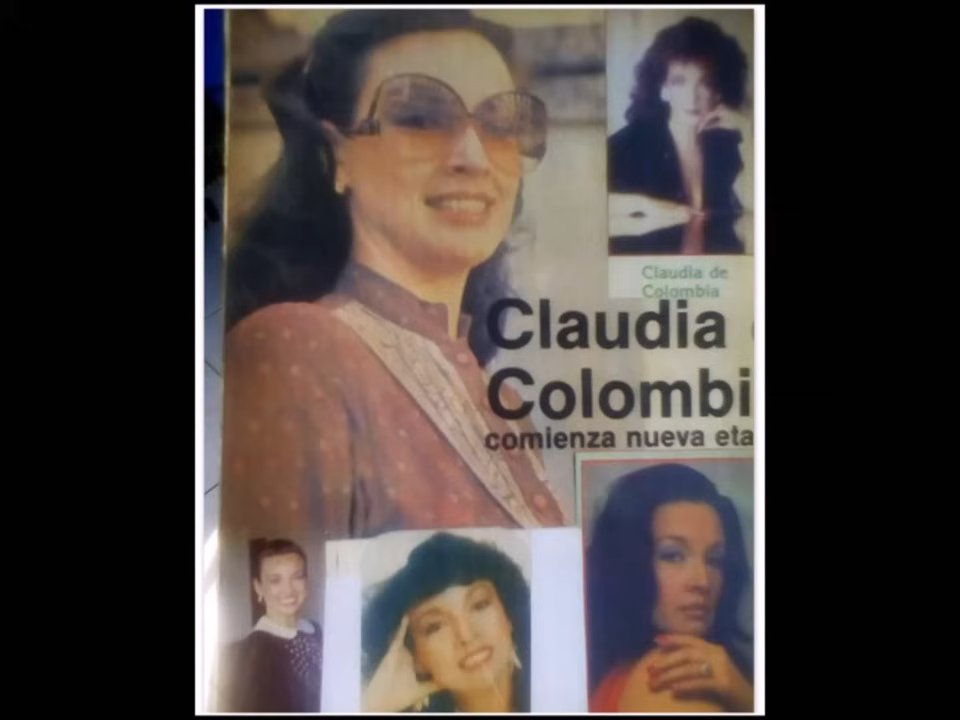 Claudia de
Colombia
Claudia
Colombi
comienza nueva eta